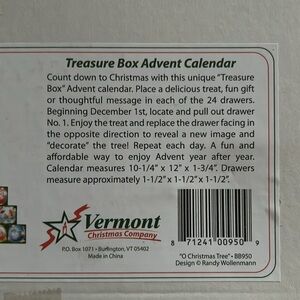 Treasure Box Advent Calendar
Count down to Christmas with this unique "Treasure
Box" Advent calendar. Place a delicious treat, fun gift
or thoughtful message in each of the 24 drawers.
Beginning December 1st, locate and pull out drawer
No. 1. Enjoy the treat and replace the drawer facing in
the opposite direction to reveal a new image and
"decorate" the tree! Repeat each day. A fun and
affordable way to enjoy Advent year after year.
Calendar measures 10-1/4" x 12" x 1-3/4". Drawers
measure approximately 1-1/2" x 1-1/2" x 1-1/2".
Vermont
Christmas Company
P.O. Box 1071 • Burlington, VT 05402
Made in China
8 71241 00950 9
"O Christmas Tree" • BB950
Design © Randy Wollenmann